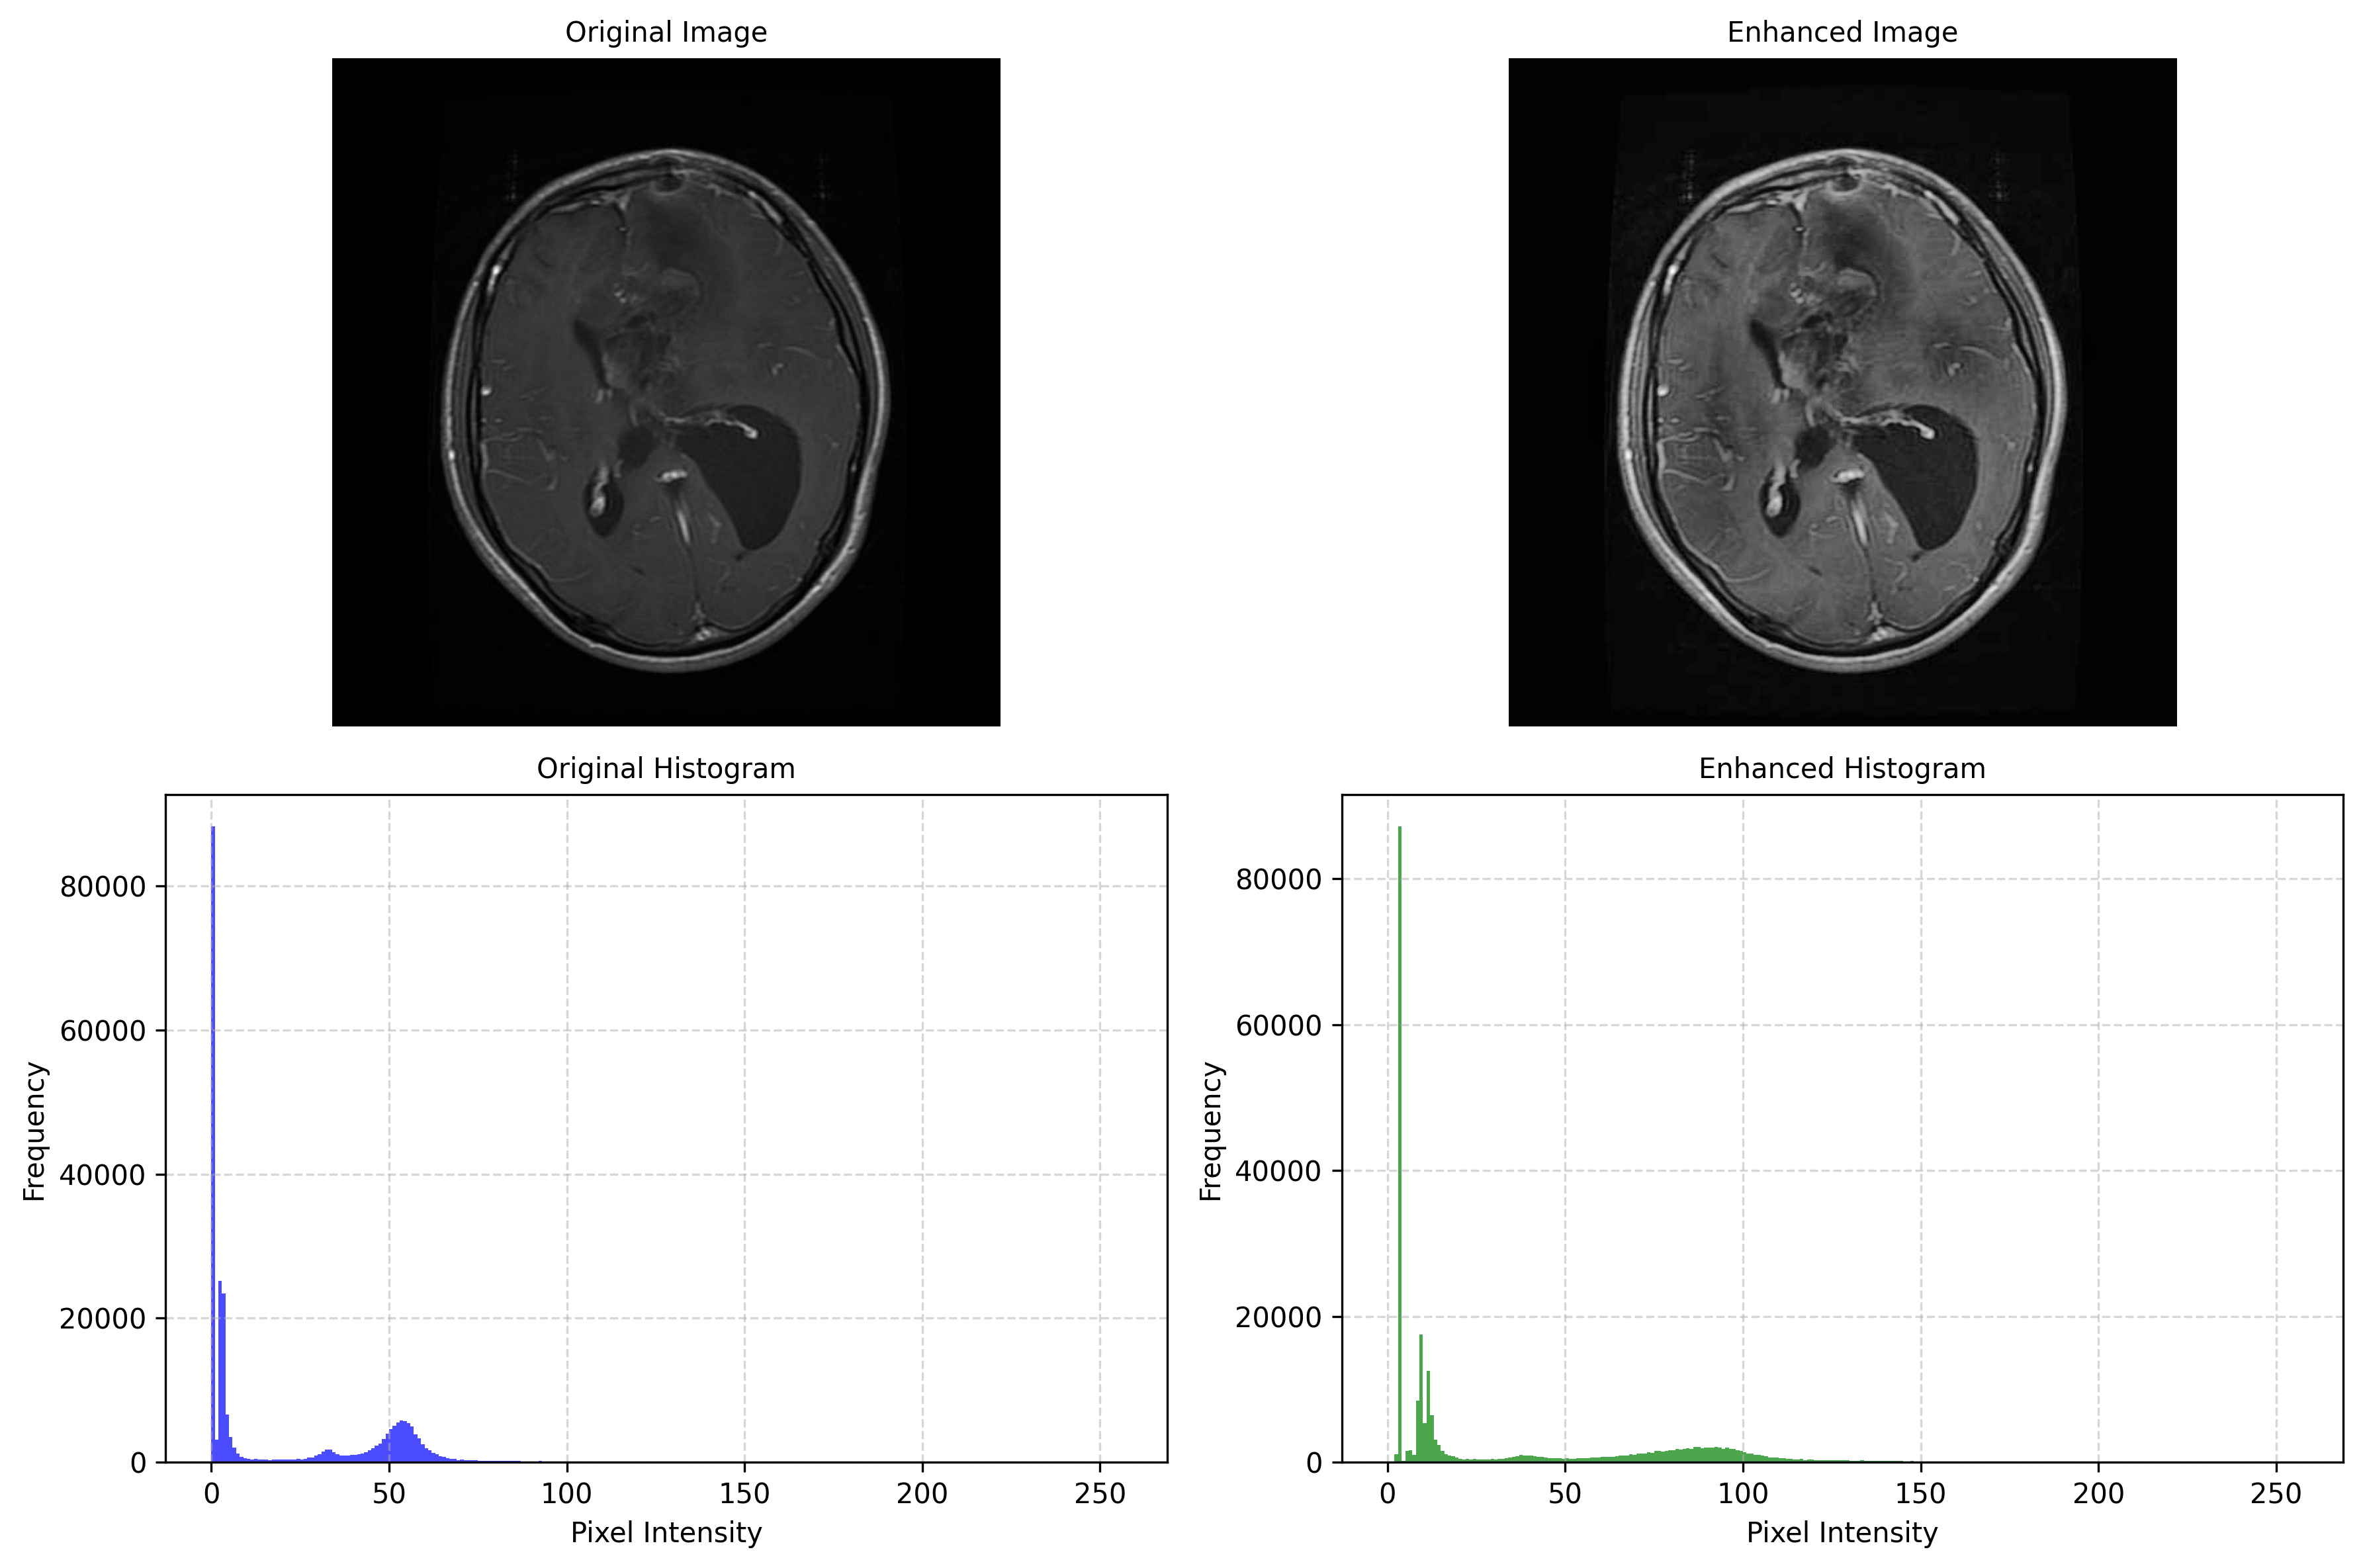 Original Image
Enhanced Image
Original Histogram
Enhanced Histogram
Frequency
80000
60000
40000
20000
0
0
50
100
150
200
250
Pixel Intensity
Frequency
80000
60000
40000
20000
0
0
50
100
150
200
250
Pixel Intensity